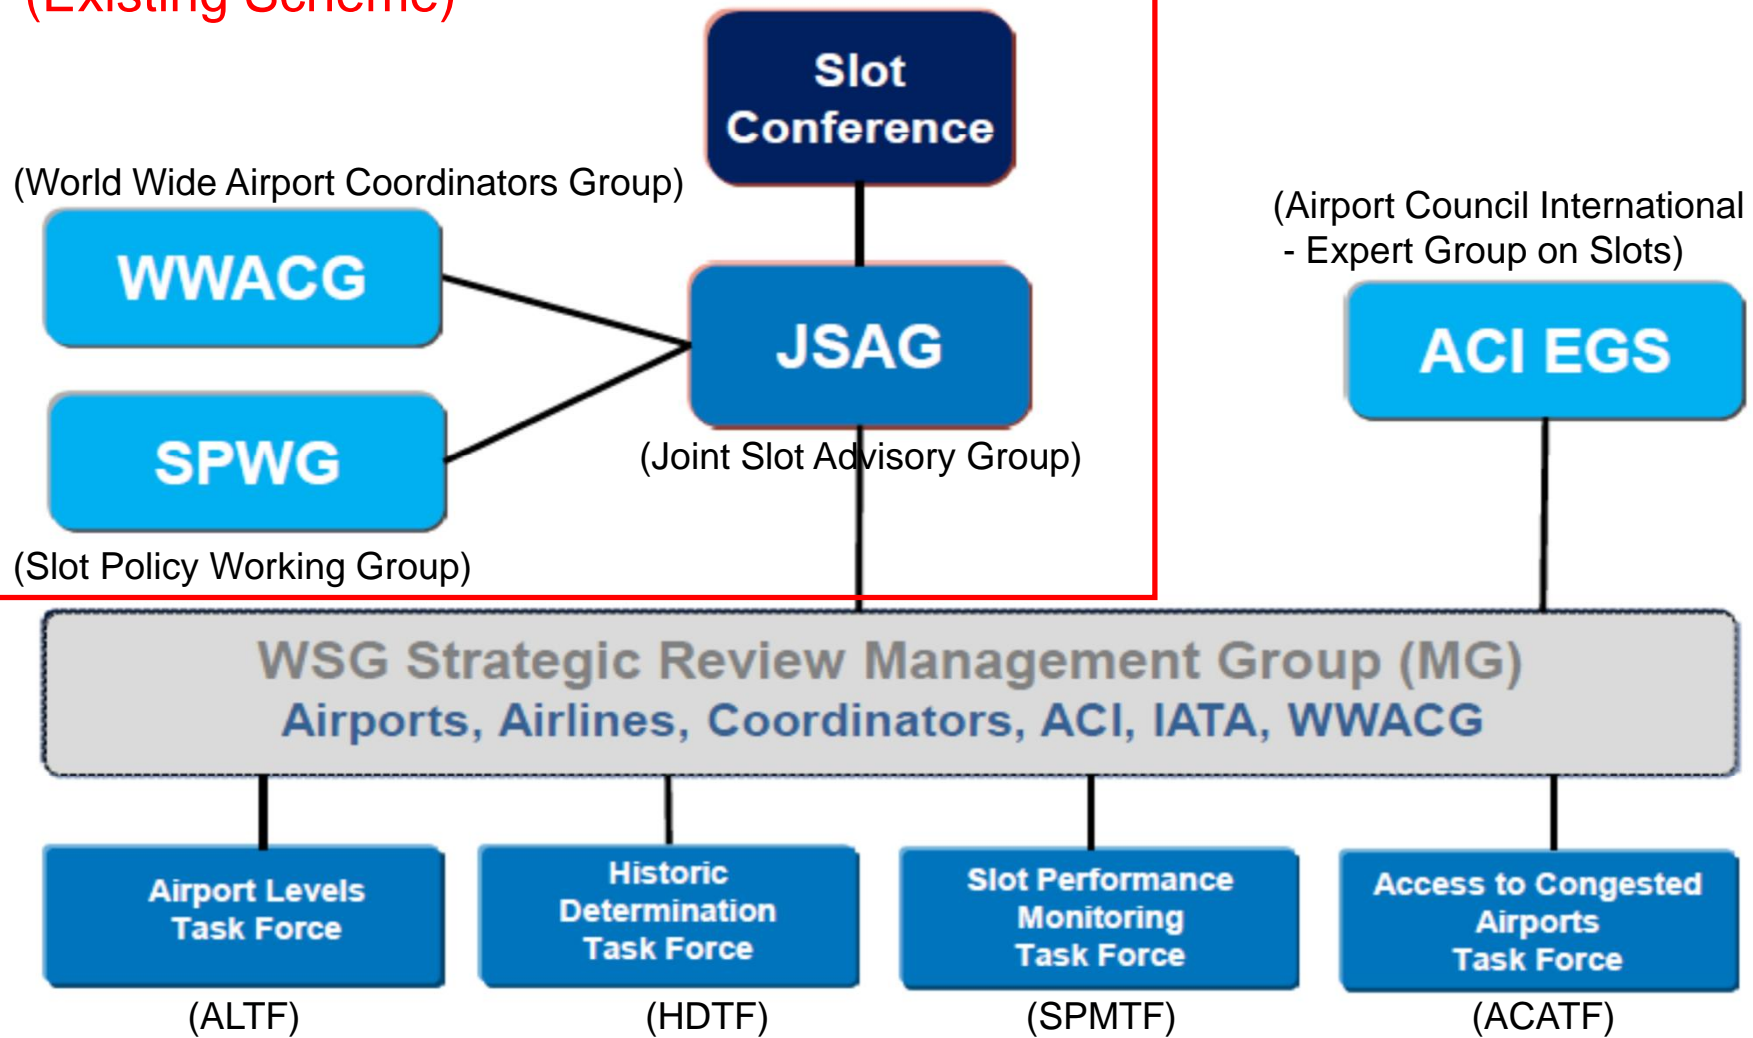 (Existing Scheme)
Slot
Conference
(World Wide Airport Coordinators Group)
WWACG
(Airport Council International
- Expert Group on Slots)
JSAG
ACI EGS
SPWG
(Joint Slot Advisory Group)
(Slot Policy Working Group)
WSG Strategic Review Management Group (MG)
Airports, Airlines, Coordinators, ACI, IATA, WWACG
Airport Levels
Task Force
Historic
Determination
Task Force
Slot Performance
Monitoring
Task Force
Access to Congested
Airports
Task Force
(ALTF)
(HDTF)
(SPMTF)
(ACATF)